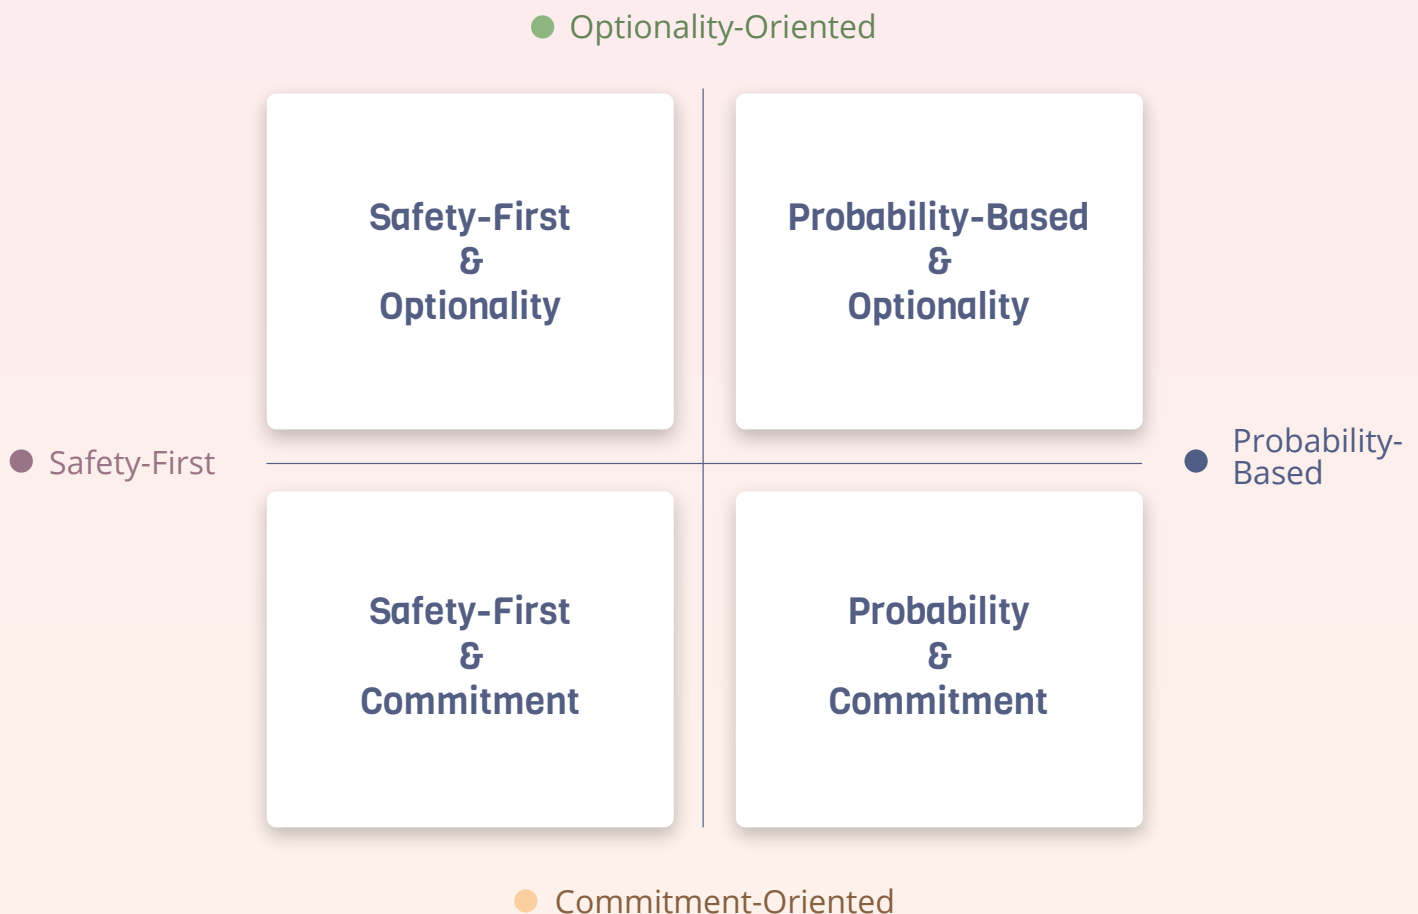 Optionality-Oriented
Safety-First
&
Optionality
Probability-Based
&
Optionality
Safety-First
Probability-
Based
Safety-First
&
Commitment
Probability
&
Commitment
Commitment-Oriented